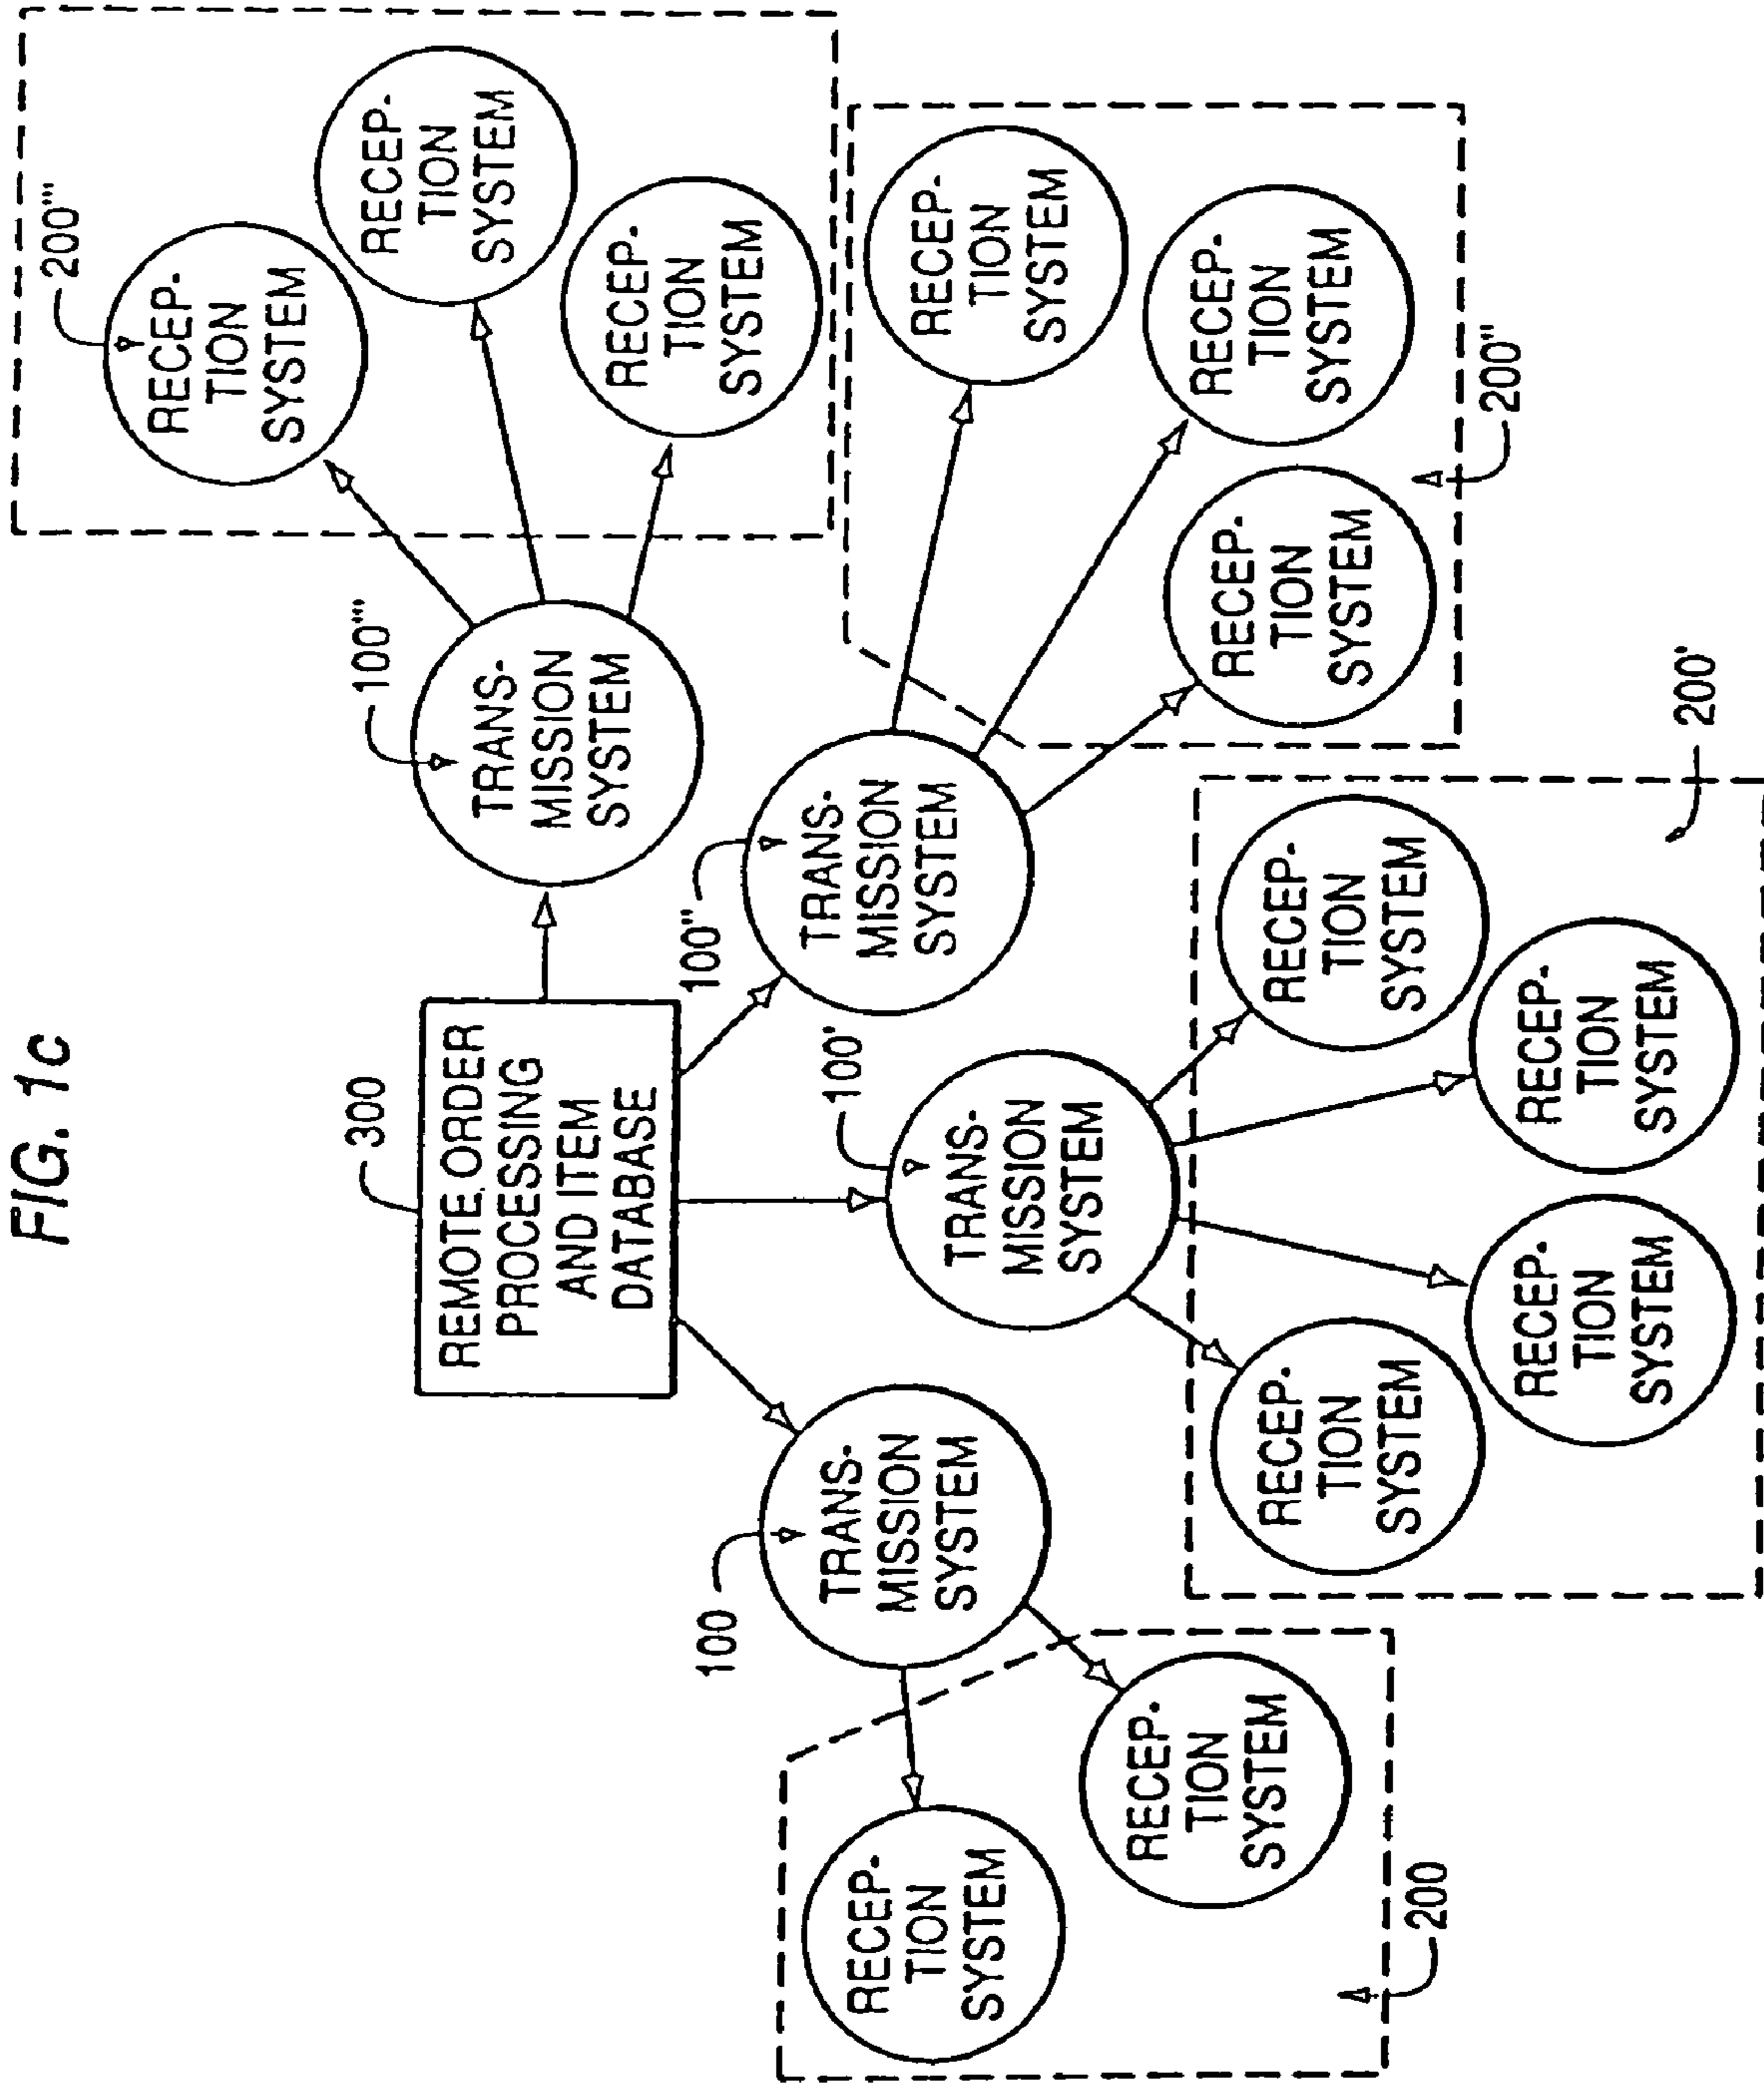 FIG. 1c
300
REMOTE ORDER
PROCESSING
AND ITEM
DATABASE
100
TRANS-
MISSION
SYSTEM
100'
TRANS-
MISSION
SYSTEM
100"
TRANS-
MISSION
SYSTEM
100"'
TRANS-
MISSION
SYSTEM
RECEP-
TION
SYSTEM
RECEP-
TION
SYSTEM
200
RECEP-
TION
SYSTEM
RECEP-
TION
SYSTEM
RECEP-
TION
SYSTEM
RECEP-
TION
SYSTEM
200'
RECEP-
TION
SYSTEM
RECEP-
TION
SYSTEM
RECEP-
TION
SYSTEM
200"
200"'
RECEP-
TION
SYSTEM
RECEP-
TION
SYSTEM
RECEP-
TION
SYSTEM